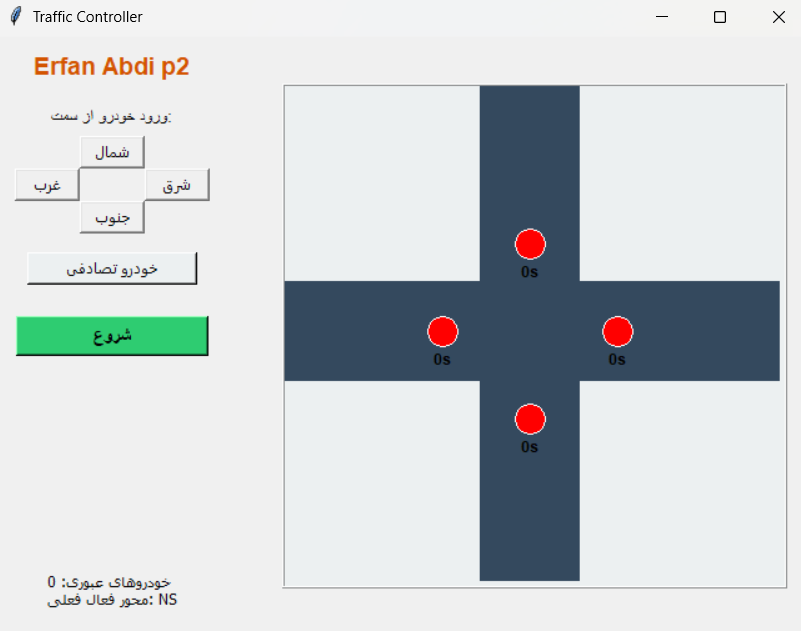 Traffic Controller
Erfan Abdi p2
ورود خودرو از سمت:
شمال
غرب
شرق
جنوب
خودرو تصادفی
شروع
0s
0s
0s
0s
خودروهای عبوری: 0
محور فعال فعلی: NS